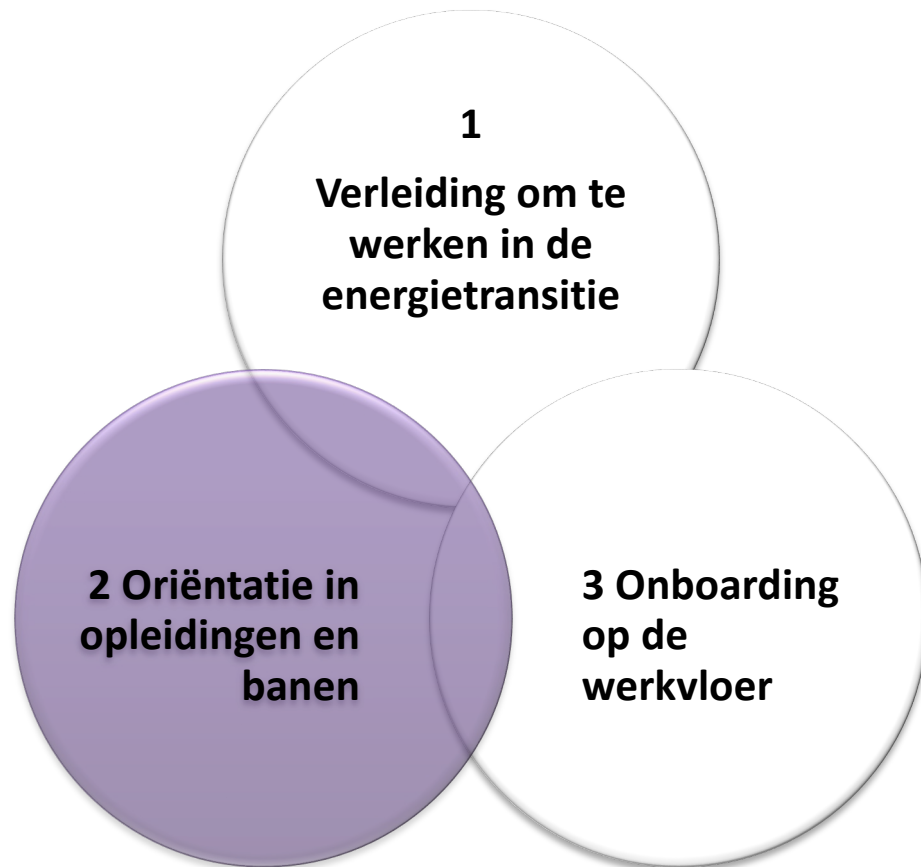 1
Verleiding om te
werken in de
energietransitie
2 Oriëntatie in
opleidingen en
banen
3 Onboarding
op de
werkvloer